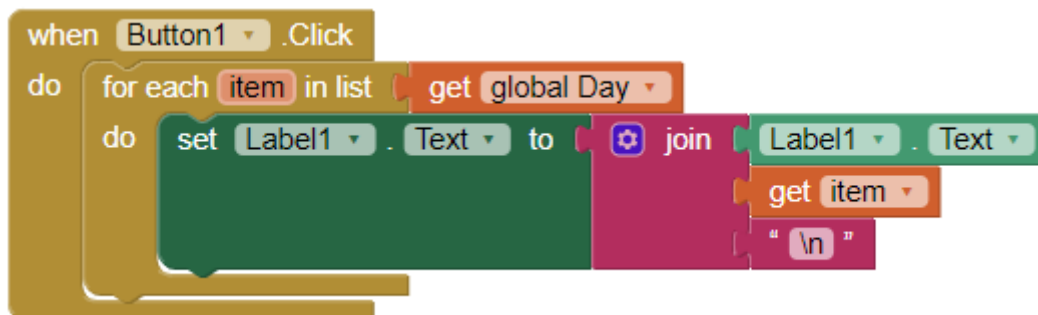 when Button1 .Click
do for each item in list get global Day
do set Label1 . Text to join Label1 . Text
get item
“ \n ”